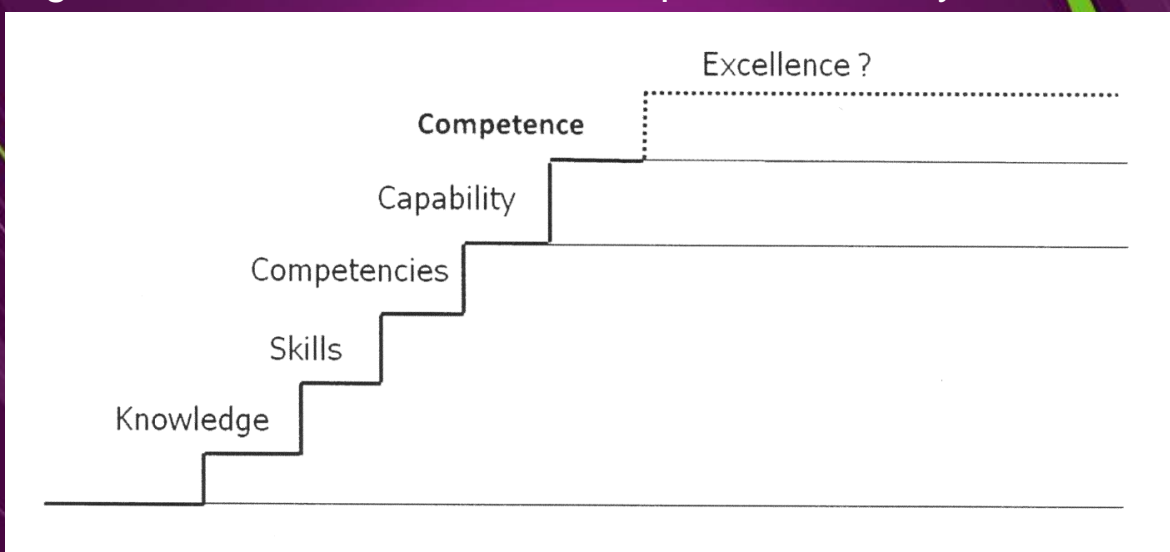 Excellence ?
Competence
Capability
Competencies
Skills
Knowledge